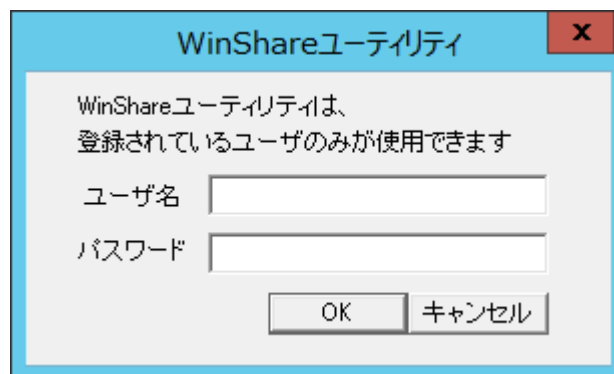 WinShareユーティリティ
x
WinShareユーティリティは、
登録されているユーザのみが使用できます
ユーザ名
パスワード
OK キャンセル